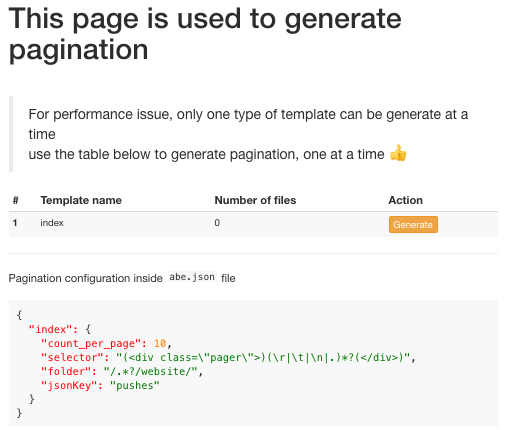 This page is used to generate
pagination
For performance issue, only one type of template can be generate at a
time
use the table below to generate pagination, one at a time 👍
# Template name Number of files Action
1 index 0 Generate
Pagination configuration inside abe.json file
{
"index": {
"count_per_page": 10,
"selector": "(<div class=\"pager\">)(\r|\t|\n|.)*?(</div>)",
"folder": "/.*?/website/",
"jsonKey": "pushes"
}
}